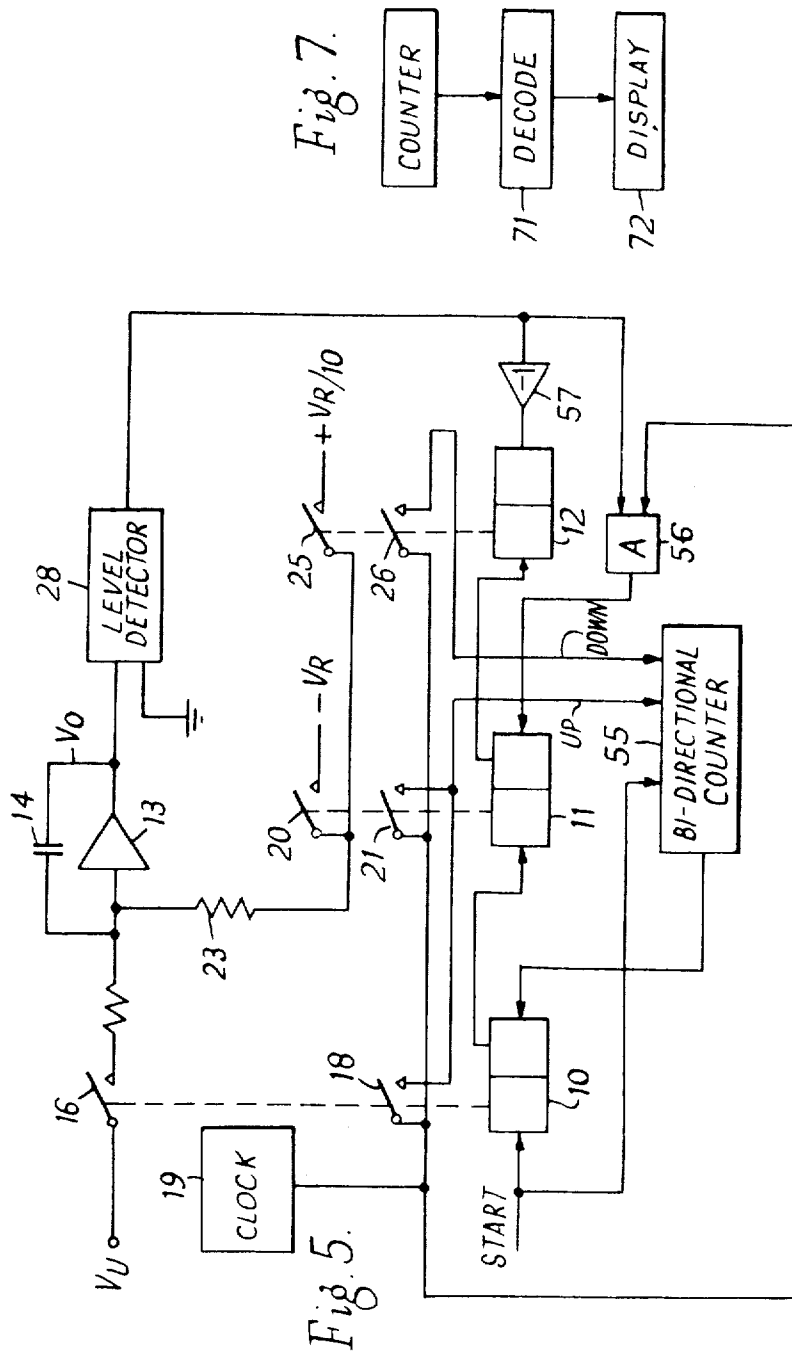 Fig. 5.
VU
16
14
VO
13
28
LEVEL
DETECTOR
23
19
CLOCK
18
20
-VR
21
25
+VR/10
26
START
10
11
12
-1
57
A
56
UP
DOWN
55
BI-DIRECTIONAL
COUNTER
Fig. 7.
COUNTER
71
DECODE
72
DISPLAY